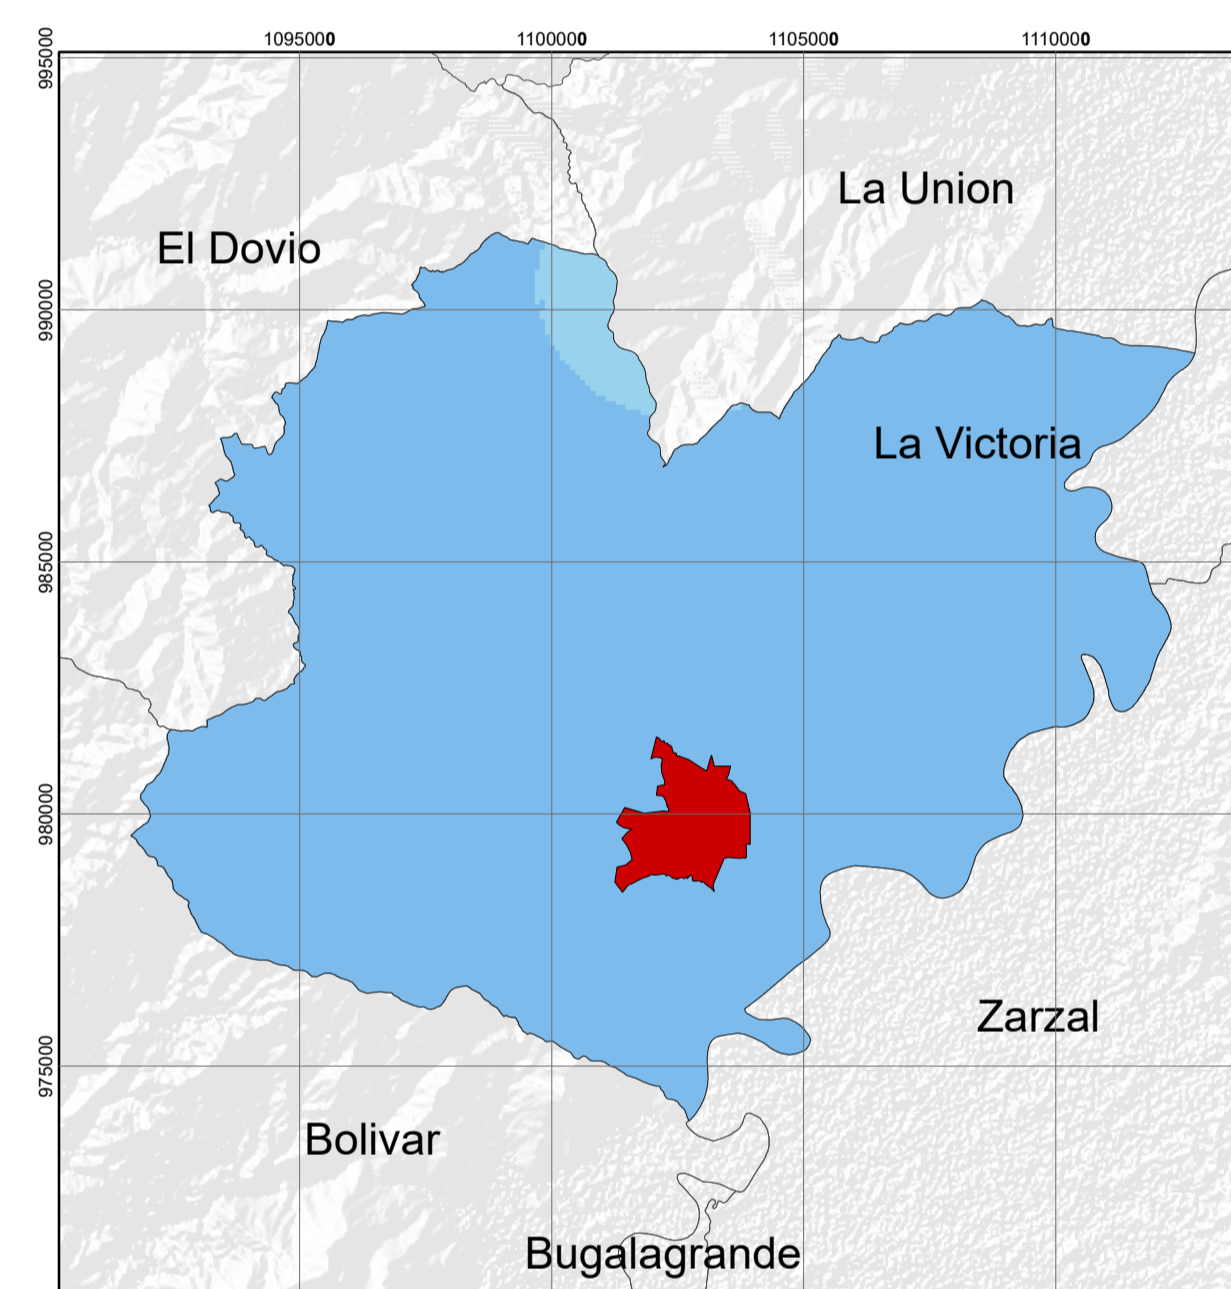 1095000 1100000 1105000 1110000
995000
La Union
El Dovio
990000
La Victoria
985000
980000
Zarzal
975000
Bolivar
Bugalagrande